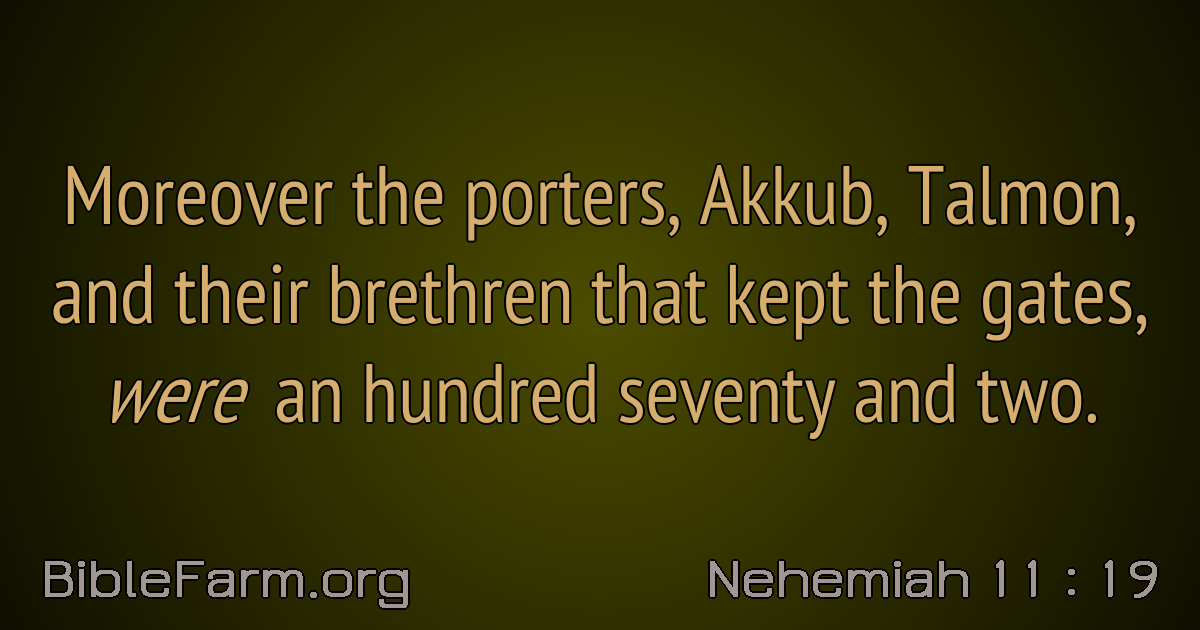 Moreover the porters, Akkub, Talmon,
and their brethren that kept the gates,
were an hundred seventy and two.
BibleFarm.org
Nehemiah 11 : 19